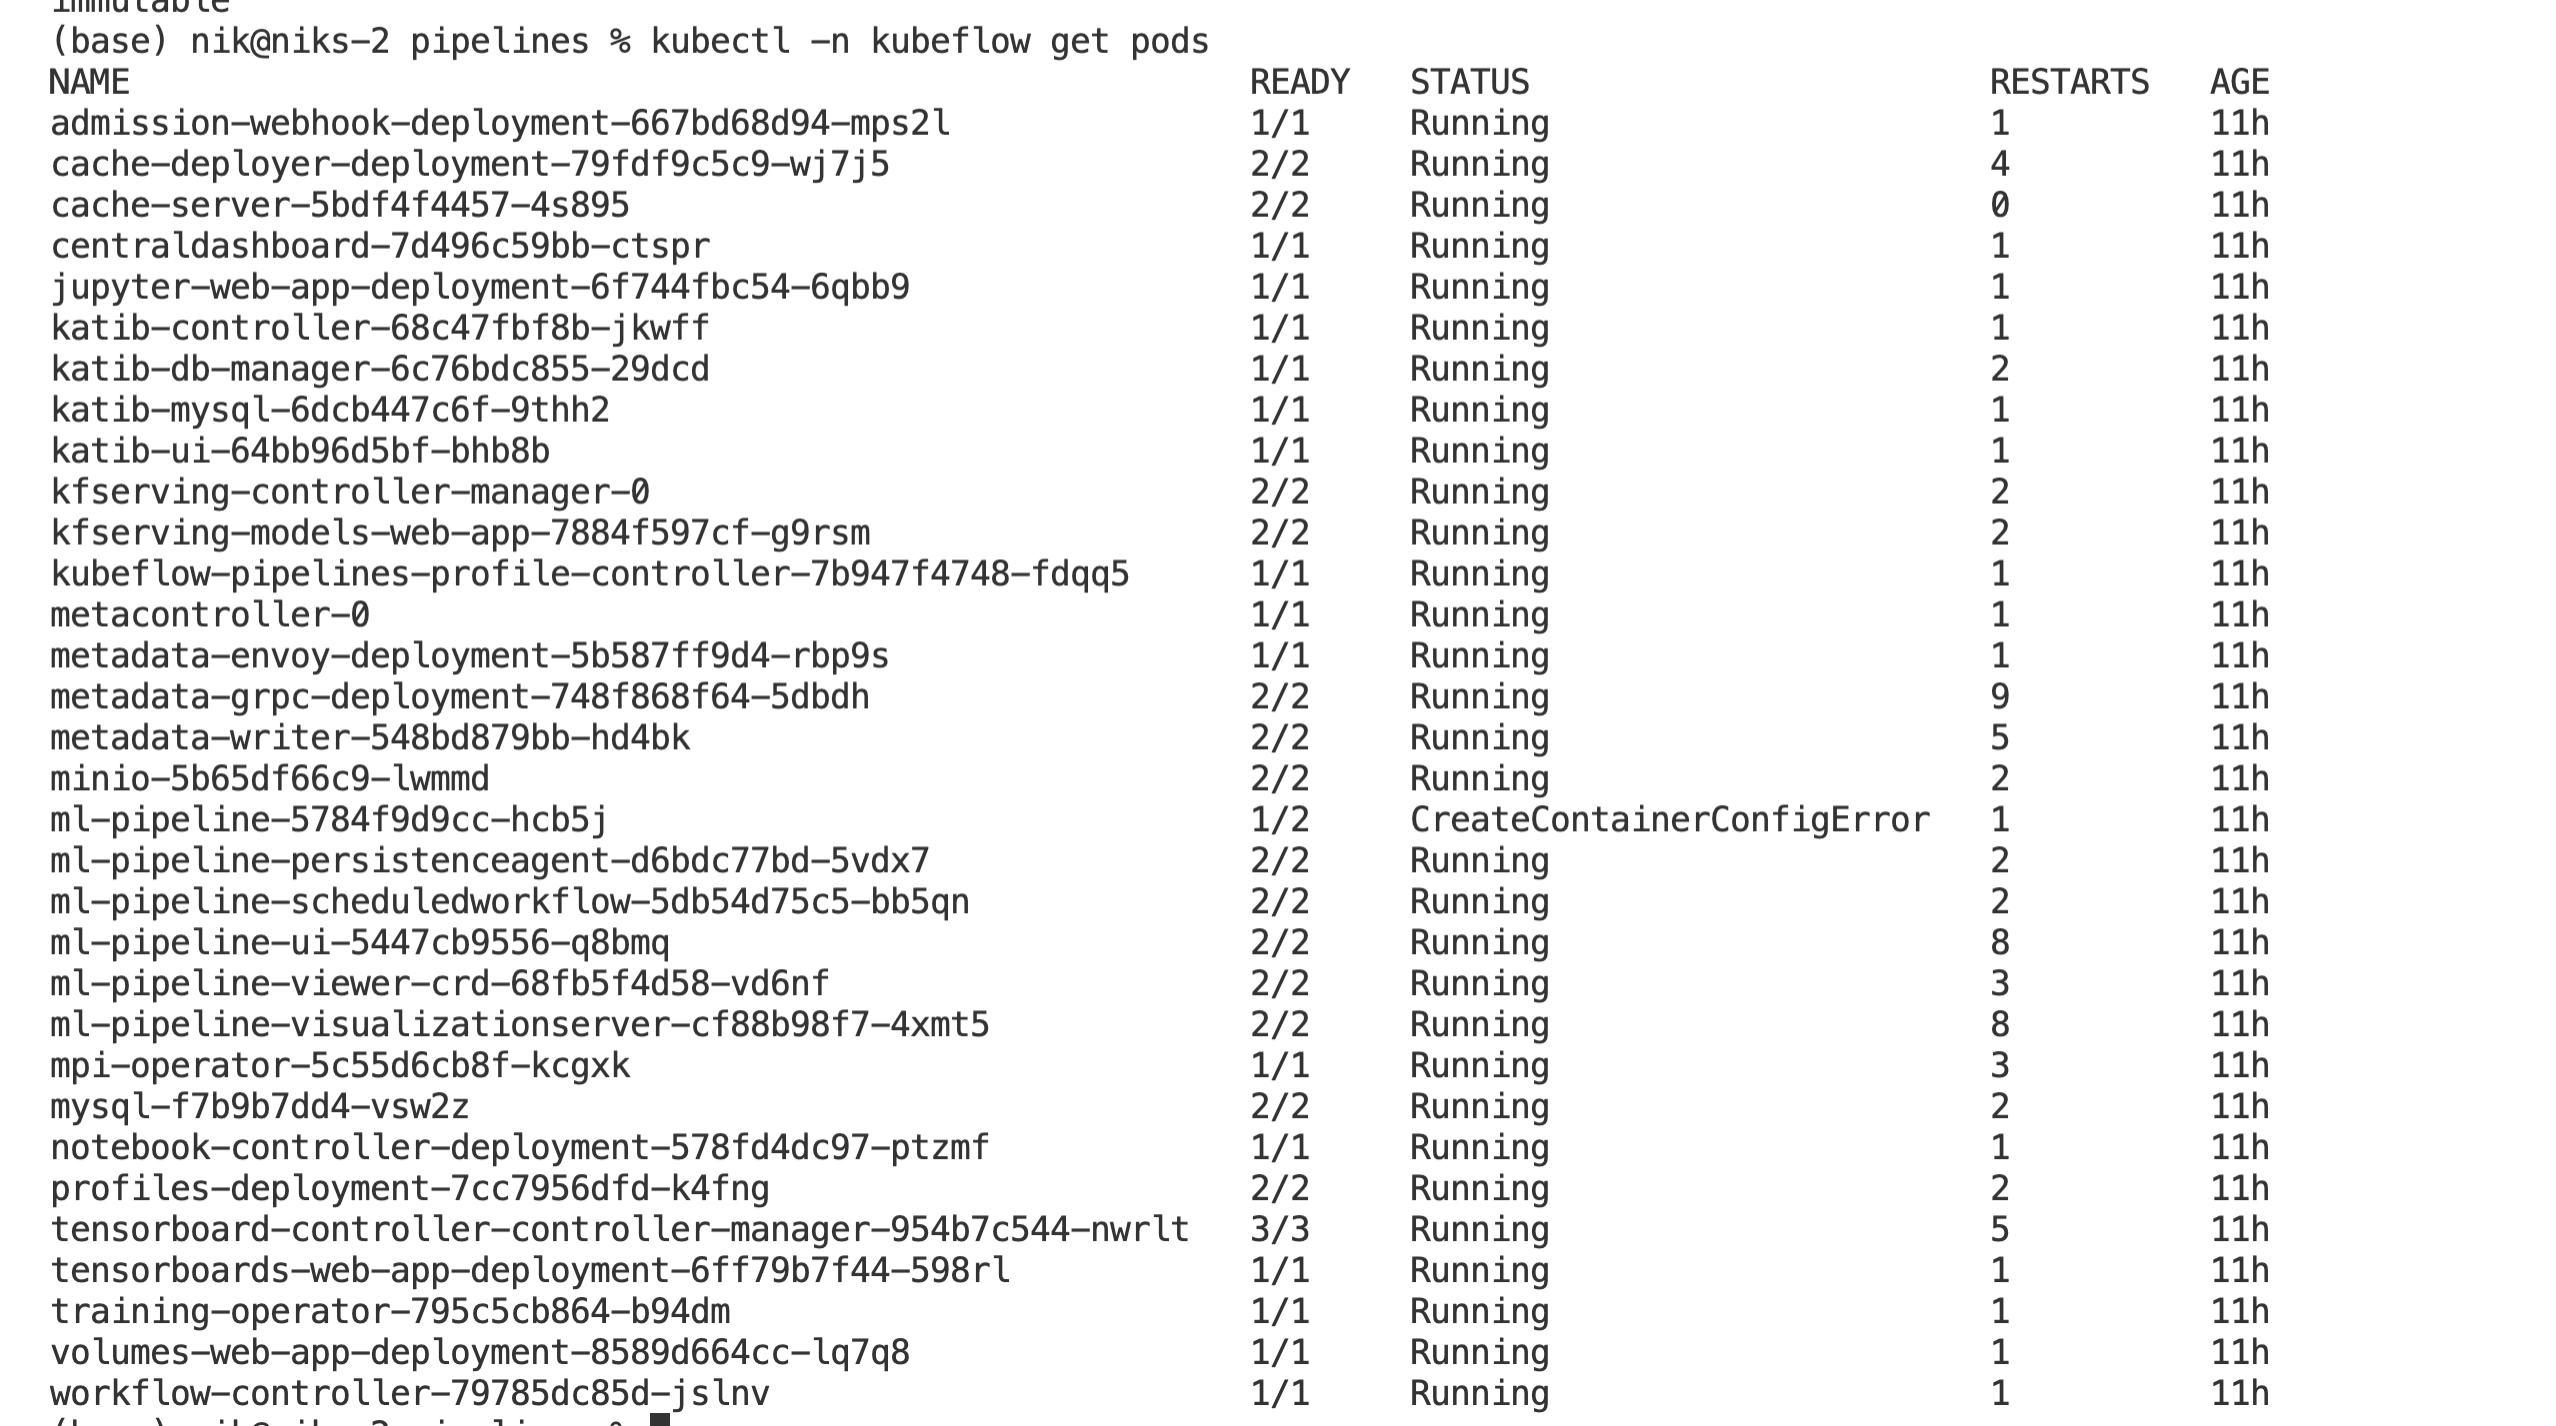 immutable
(base) nik@niks-2 pipelines % kubectl -n kubeflow get pods
NAME READY STATUS RESTARTS AGE
admission-webhook-deployment-667bd68d94-mps2l 1/1 Running 1 11h
cache-deployer-deployment-79fdf9c5c9-wj7j5 2/2 Running 4 11h
cache-server-5bdf4f4457-4s895 2/2 Running 0 11h
centraldashboard-7d496c59bb-ctspr 1/1 Running 1 11h
jupyter-web-app-deployment-6f744fbc54-6qbb9 1/1 Running 1 11h
katib-controller-68c47fbf8b-jkwff 1/1 Running 1 11h
katib-db-manager-6c76bdc855-29dcd 1/1 Running 2 11h
katib-mysql-6dcb447c6f-9thh2 1/1 Running 1 11h
katib-ui-64bb96d5bf-bhb8b 1/1 Running 1 11h
kfserving-controller-manager-0 2/2 Running 2 11h
kfserving-models-web-app-7884f597cf-g9rsm 2/2 Running 2 11h
kubeflow-pipelines-profile-controller-7b947f4748-fdqq5 1/1 Running 1 11h
metacontroller-0 1/1 Running 1 11h
metadata-envoy-deployment-5b587ff9d4-rbp9s 1/1 Running 1 11h
metadata-grpc-deployment-748f868f64-5dbdh 2/2 Running 9 11h
metadata-writer-548bd879bb-hd4bk 2/2 Running 5 11h
minio-5b65df66c9-lwmmd 2/2 Running 2 11h
ml-pipeline-5784f9d9cc-hcb5j 1/2 CreateContainerConfigError 1 11h
ml-pipeline-persistenceagent-d6bdc77bd-5vdx7 2/2 Running 2 11h
ml-pipeline-scheduledworkflow-5db54d75c5-bb5qn 2/2 Running 2 11h
ml-pipeline-ui-5447cb9556-q8bmq 2/2 Running 8 11h
ml-pipeline-viewer-crd-68fb5f4d58-vd6nf 2/2 Running 3 11h
ml-pipeline-visualizationserver-cf88b98f7-4xmt5 2/2 Running 8 11h
mpi-operator-5c55d6cb8f-kcgxk 1/1 Running 3 11h
mysql-f7b9b7dd4-vsw2z 2/2 Running 2 11h
notebook-controller-deployment-578fd4dc97-ptzmf 1/1 Running 1 11h
profiles-deployment-7cc7956dfd-k4fng 2/2 Running 2 11h
tensorboard-controller-controller-manager-954b7c544-nwrlt 3/3 Running 5 11h
tensorboards-web-app-deployment-6ff79b7f44-598rl 1/1 Running 1 11h
training-operator-795c5cb864-b94dm 1/1 Running 1 11h
volumes-web-app-deployment-8589d664cc-lq7q8 1/1 Running 1 11h
workflow-controller-79785dc85d-jslnv 1/1 Running 1 11h
(base) nik@niks-2 pipelines %